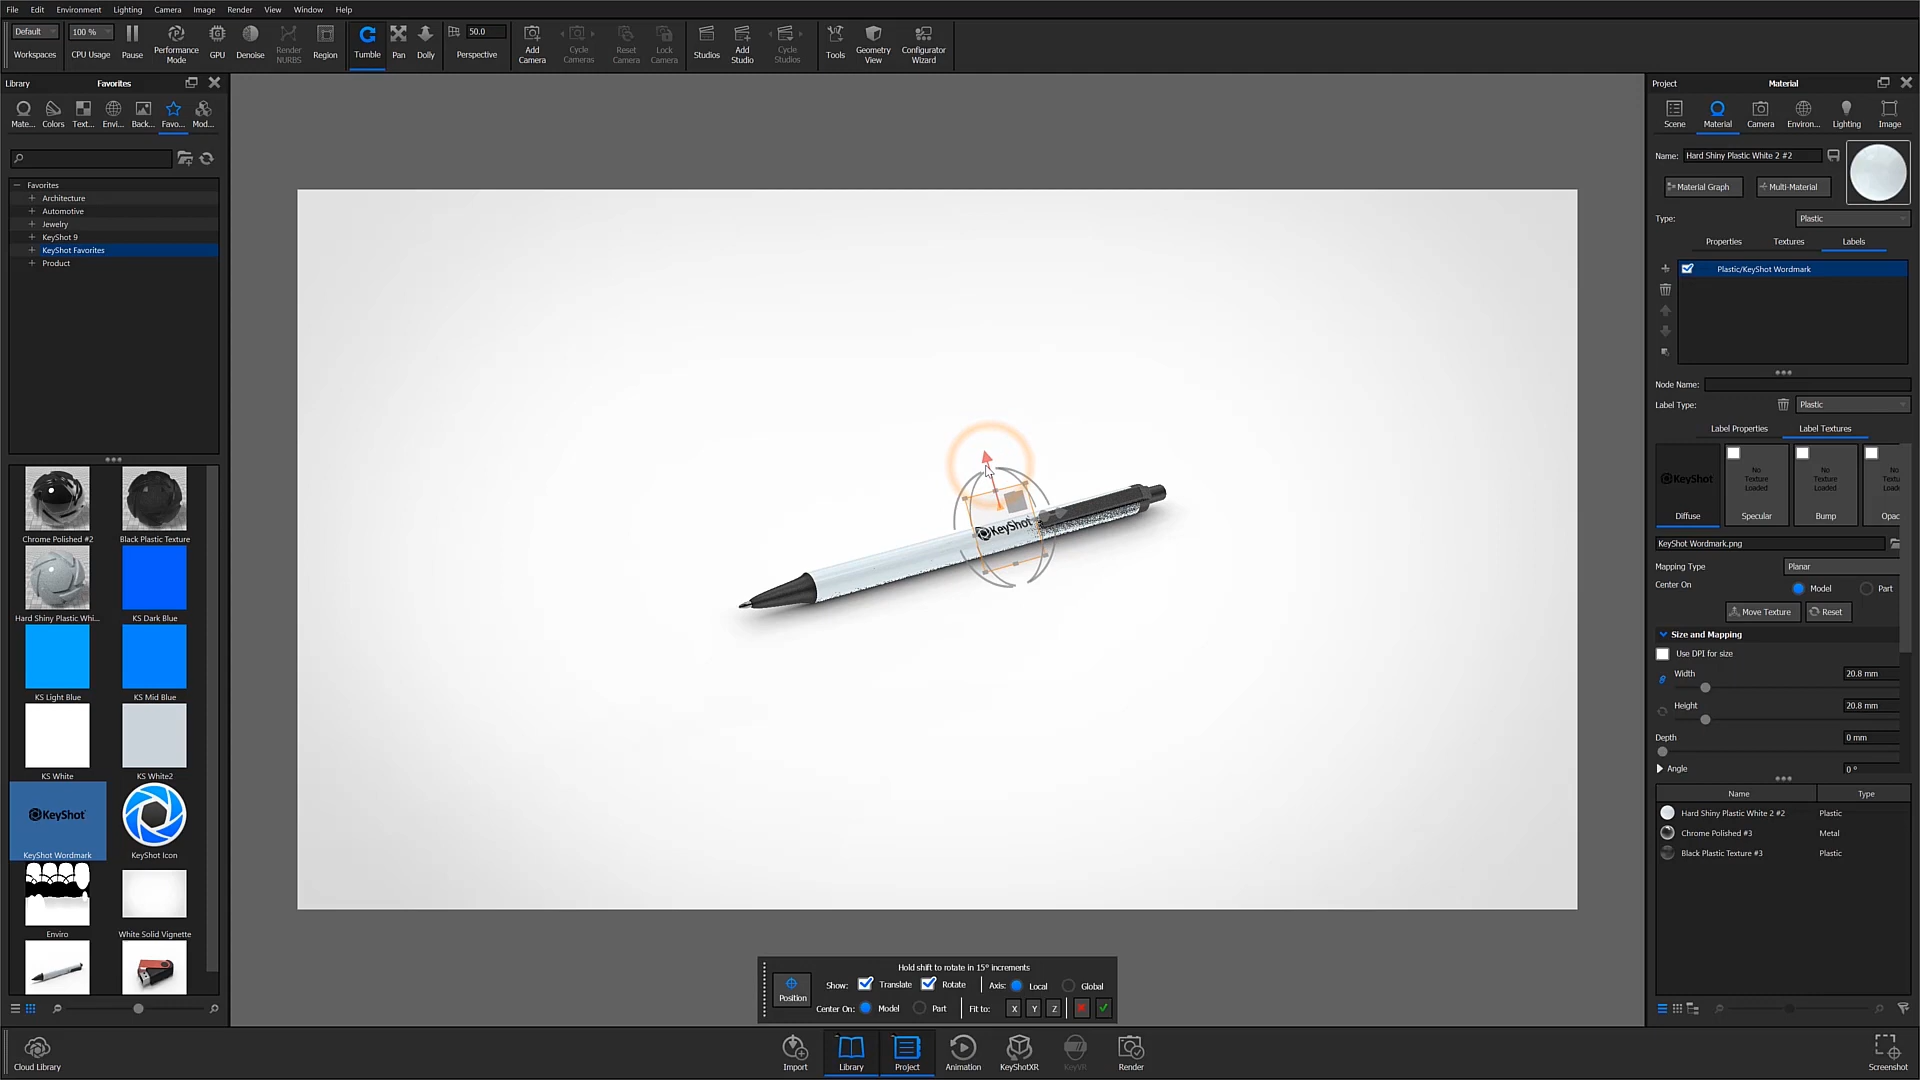 File Edit Environment Lighting Camera Image Render View Window Help
Default 100 % 50.0
Workspaces CPU Usage Pause Performance Mode GPU Denoise Render NURBS Region Tumble Pan Dolly Perspective Add Camera Cycle Cameras Reset Camera Lock Camera Studios Add Studio Cycle Studios Tools Geometry View Configurator Wizard
Library Favorites
Mate... Colors Text... Envi... Back... Favo... Mod...
Favorites
Architecture
Automotive
Jewelry
KeyShot 9
KeyShot Favorites
Product
Chrome Polished #2 Black Plastic Texture
Hard Shiny Plastic Whi... KS Dark Blue
KS Light Blue KS Mid Blue
KS White KS White2
KeyShot
KeyShot Wordmark KeyShot Icon
Enviro White Solid Vignette
KeyShot
Project Material
Scene Material Camera Environ... Lighting Image
Name: Hard Shiny Plastic White 2 #2
Material Graph Multi-Material
Type: Plastic
Properties Textures Labels
Plastic/KeyShot Wordmark
Node Name:
Label Type: Plastic
Label Properties Label Textures
KeyShot No Texture Loaded No Texture Loaded No Textu Loade
Diffuse Specular Bump Opac
KeyShot Wordmark.png
Mapping Type Planar
Center On Model Part
Move Texture Reset
Size and Mapping
Use DPI for size
Width 20.8 mm
Height 20.8 mm
Depth 0 mm
Angle 0 °
Name Type
Hard Shiny Plastic White 2 #2 Plastic
Chrome Polished #3 Metal
Black Plastic Texture #3 Plastic
Hold shift to rotate in 15° increments
Position Show: Translate Rotate Axis: Local Global
Center On: Model Part Fit to: X Y Z
Cloud Library Import Library Project Animation KeyShotXR KeyVR Render Screenshot